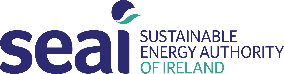 seai
SUSTAINABLE
ENERGY AUTHORITY
OF IRELAND